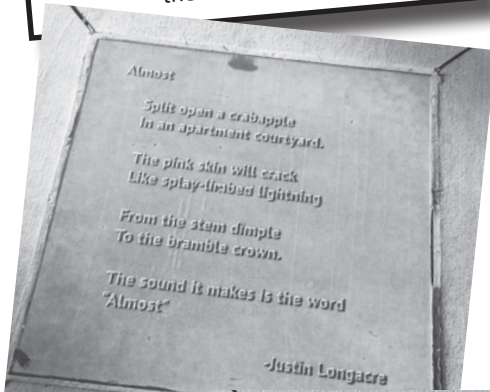 Almost
Split open a crabapple
In an apartment courtyard.
The pink skin will crack
Like splay-limbed lightning
From the stem dimple
To the bramble crown.
The sound it makes is the word
"Almost"
-Justin Longacre